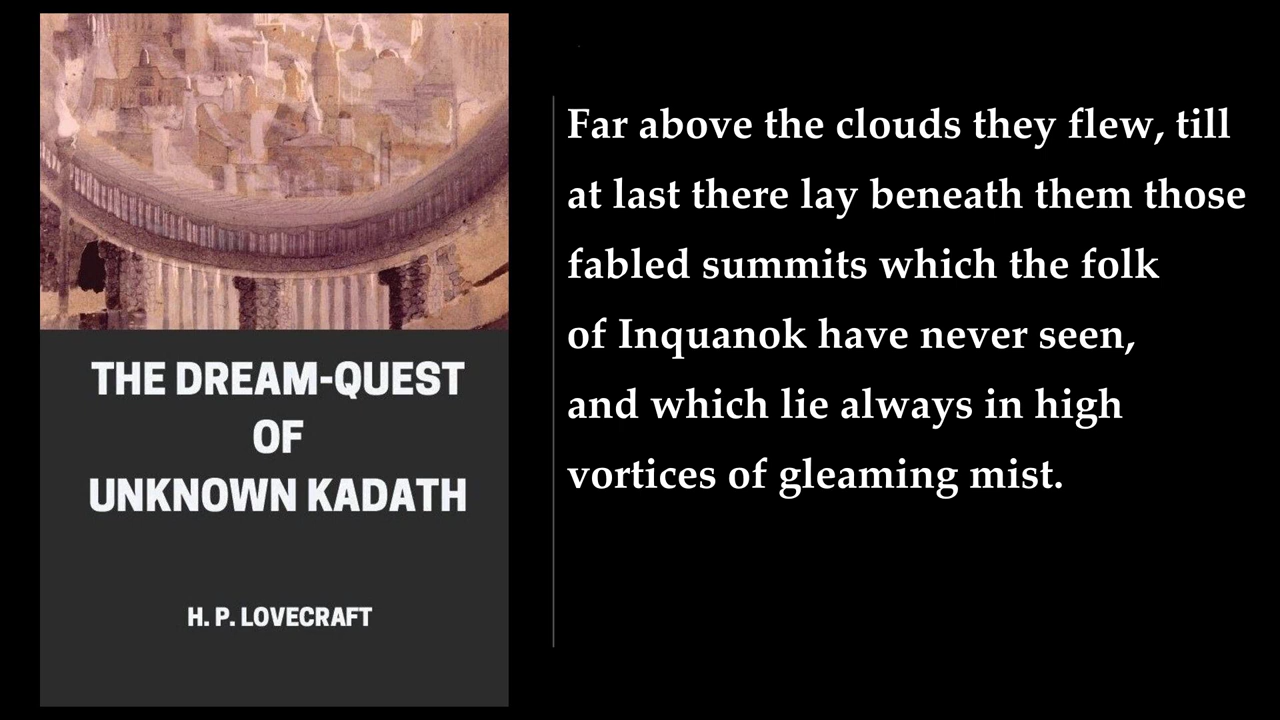 THE DREAM-QUEST
OF
UNKNOWN KADATH
H. P. LOVECRAFT
Far above the clouds they flew, till
at last there lay beneath them those
fabled summits which the folk
of Inquanok have never seen,
and which lie always in high
vortices of gleaming mist.